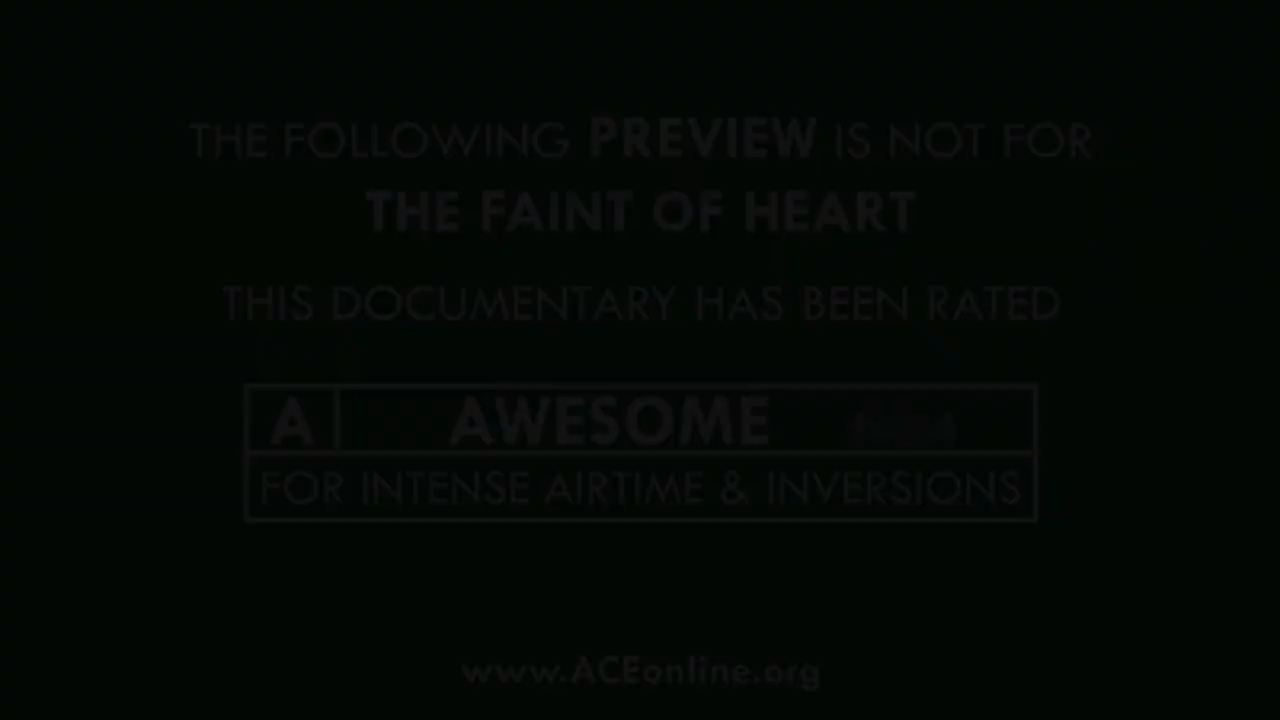 THE FOLLOWING PREVIEW IS NOT FOR
THE FAINT OF HEART
THIS DOCUMENTARY HAS BEEN RATED
A AWESOME
FOR INTENSE AIRTIME & INVERSIONS
www.ACEonline.org